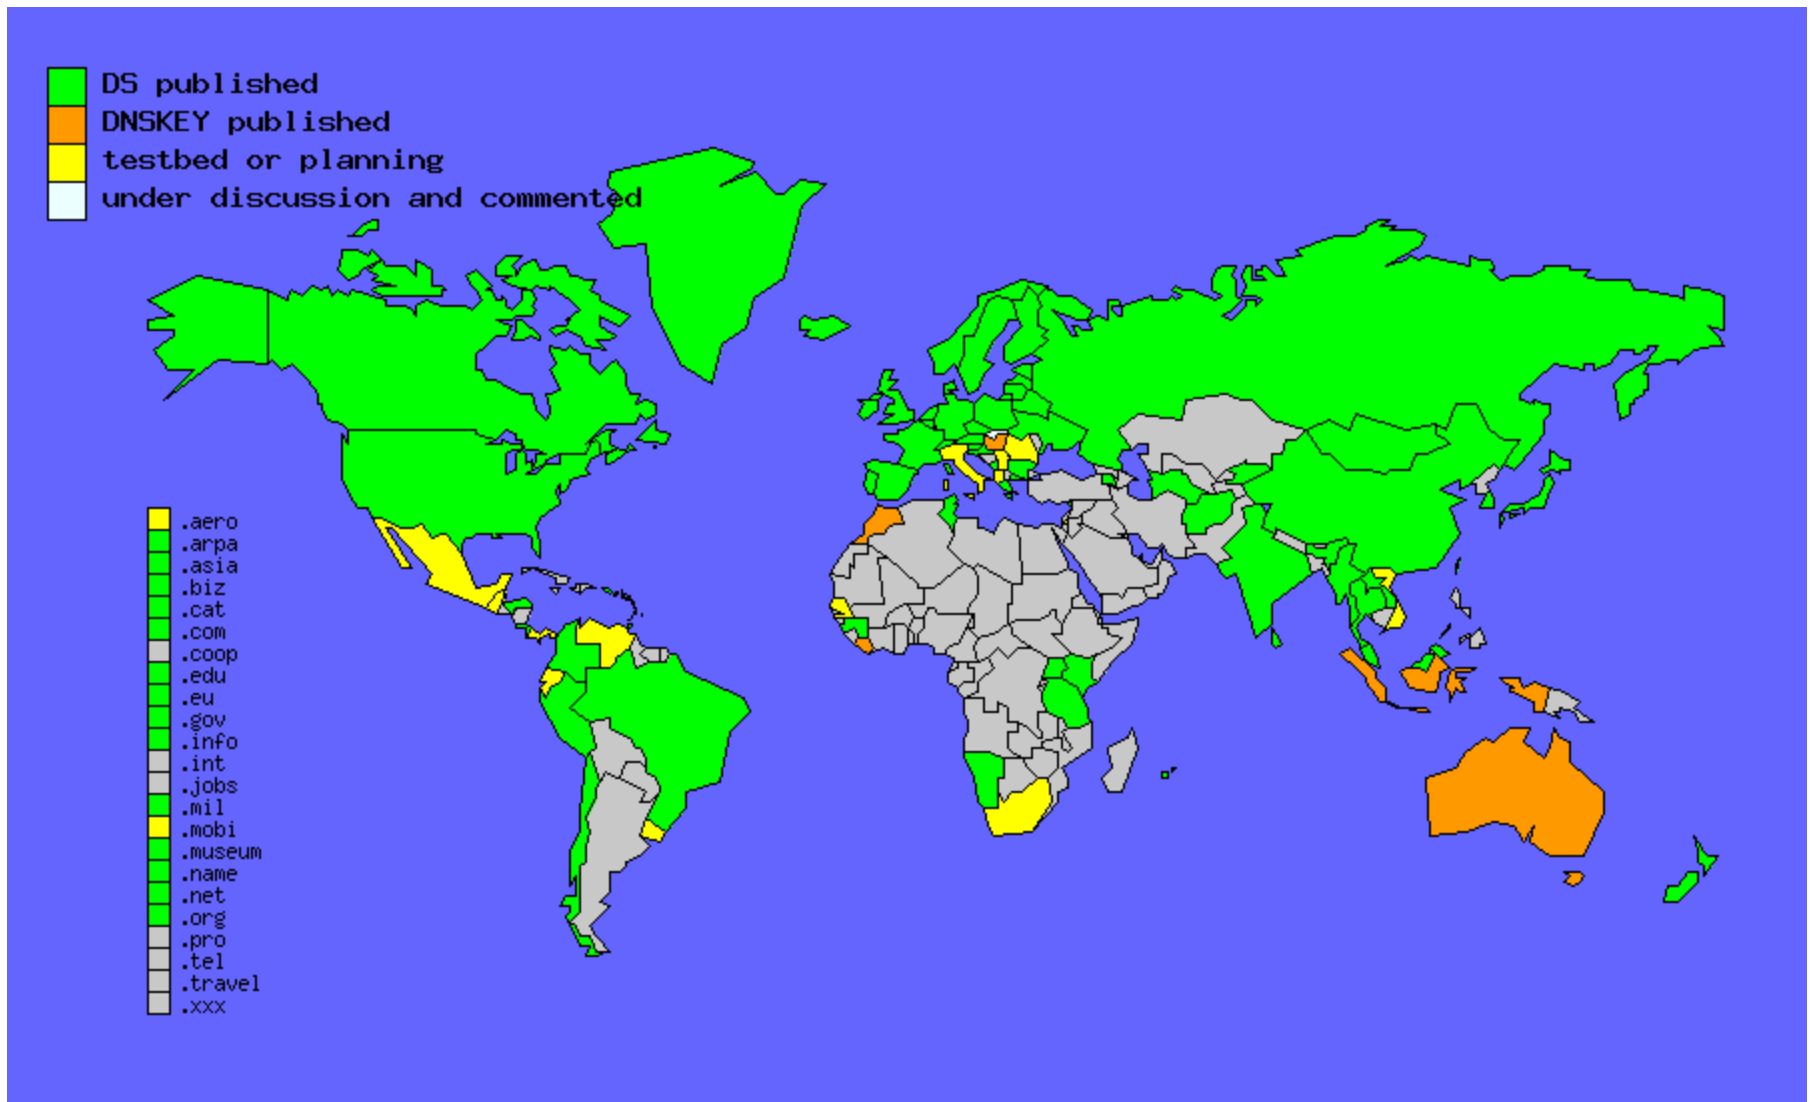 DS published
DNSKEY published
testbed or planning
under discussion and commented
.aero
.arpa
.asia
.biz
.cat
.com
.coop
.edu
.eu
.gov
.info
.int
.jobs
.mil
.mobi
.museum
.name
.net
.org
.pro
.tel
.travel
.xxx